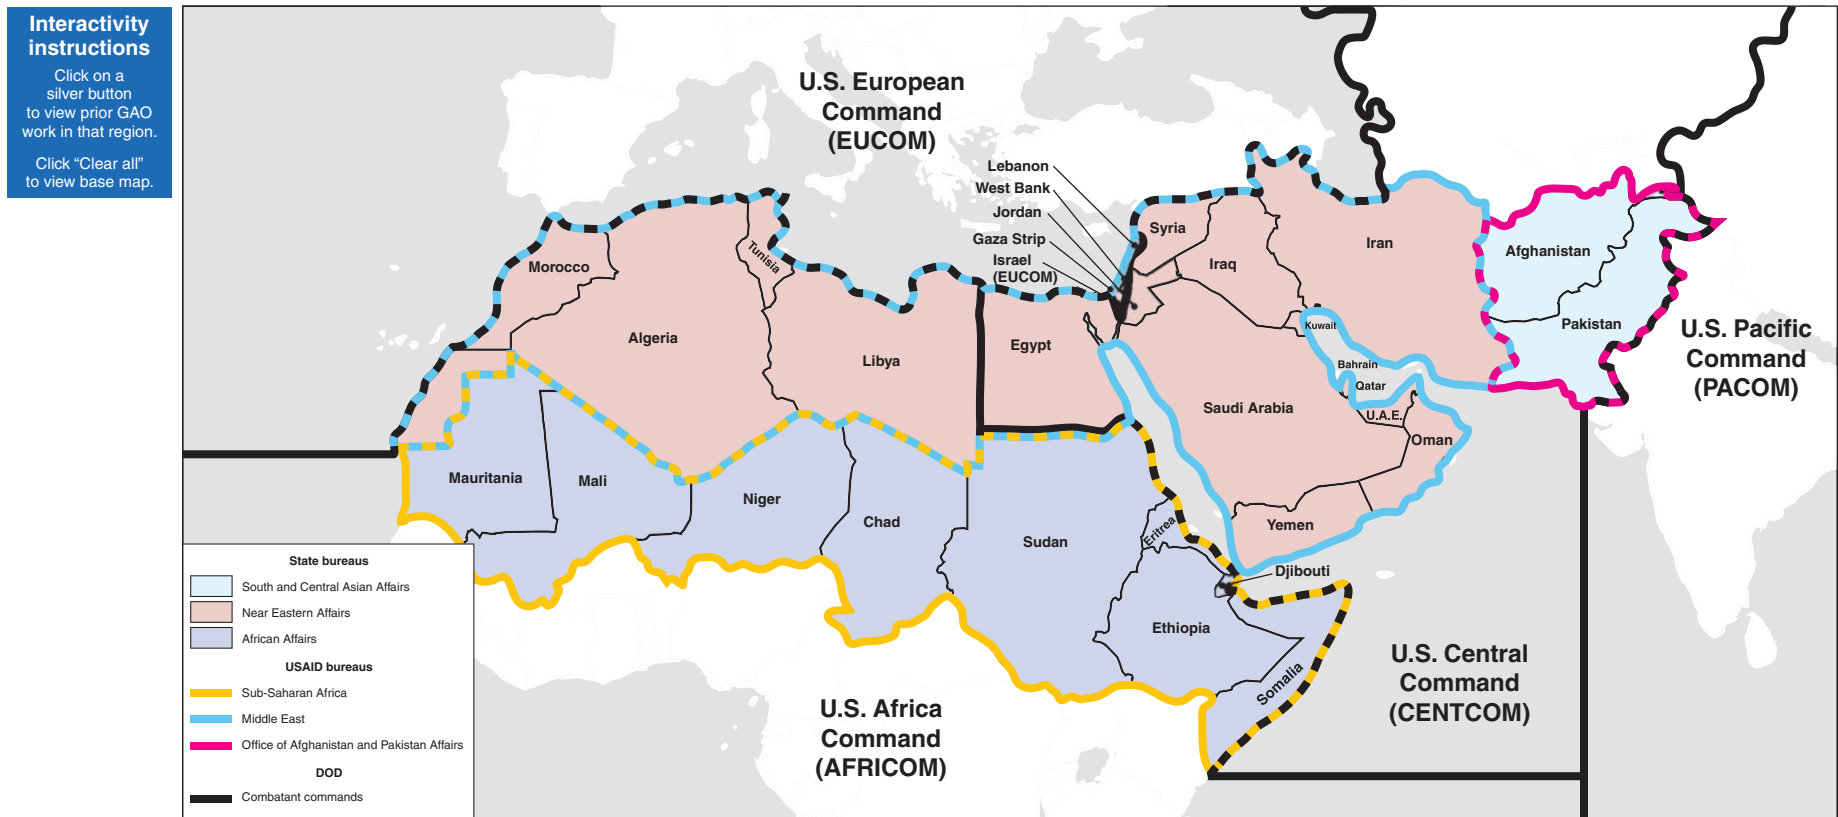 Interactivity
instructions
Click on a
silver button
to view prior GAO
work in that region.
Click “Clear all”
to view base map.
U.S. European
Command
(EUCOM)
Lebanon
West Bank
Jordan
Gaza Strip
Israel
(EUCOM)
Syria
Iraq
Iran
Afghanistan
Pakistan
U.S. Pacific
Command
(PACOM)
Morocco
Tunisia
Algeria
Libya
Egypt
Kuwait
Bahrain
Qatar
U.A.E.
Saudi Arabia
Oman
Yemen
Mauritania
Mali
Niger
Chad
Sudan
Eritrea
Djibouti
Ethiopia
Somalia
U.S. Central
Command
(CENTCOM)
U.S. Africa
Command
(AFRICOM)
State bureaus
South and Central Asian Affairs
Near Eastern Affairs
African Affairs
USAID bureaus
Sub-Saharan Africa
Middle East
Office of Afghanistan and Pakistan Affairs
DOD
Combatant commands